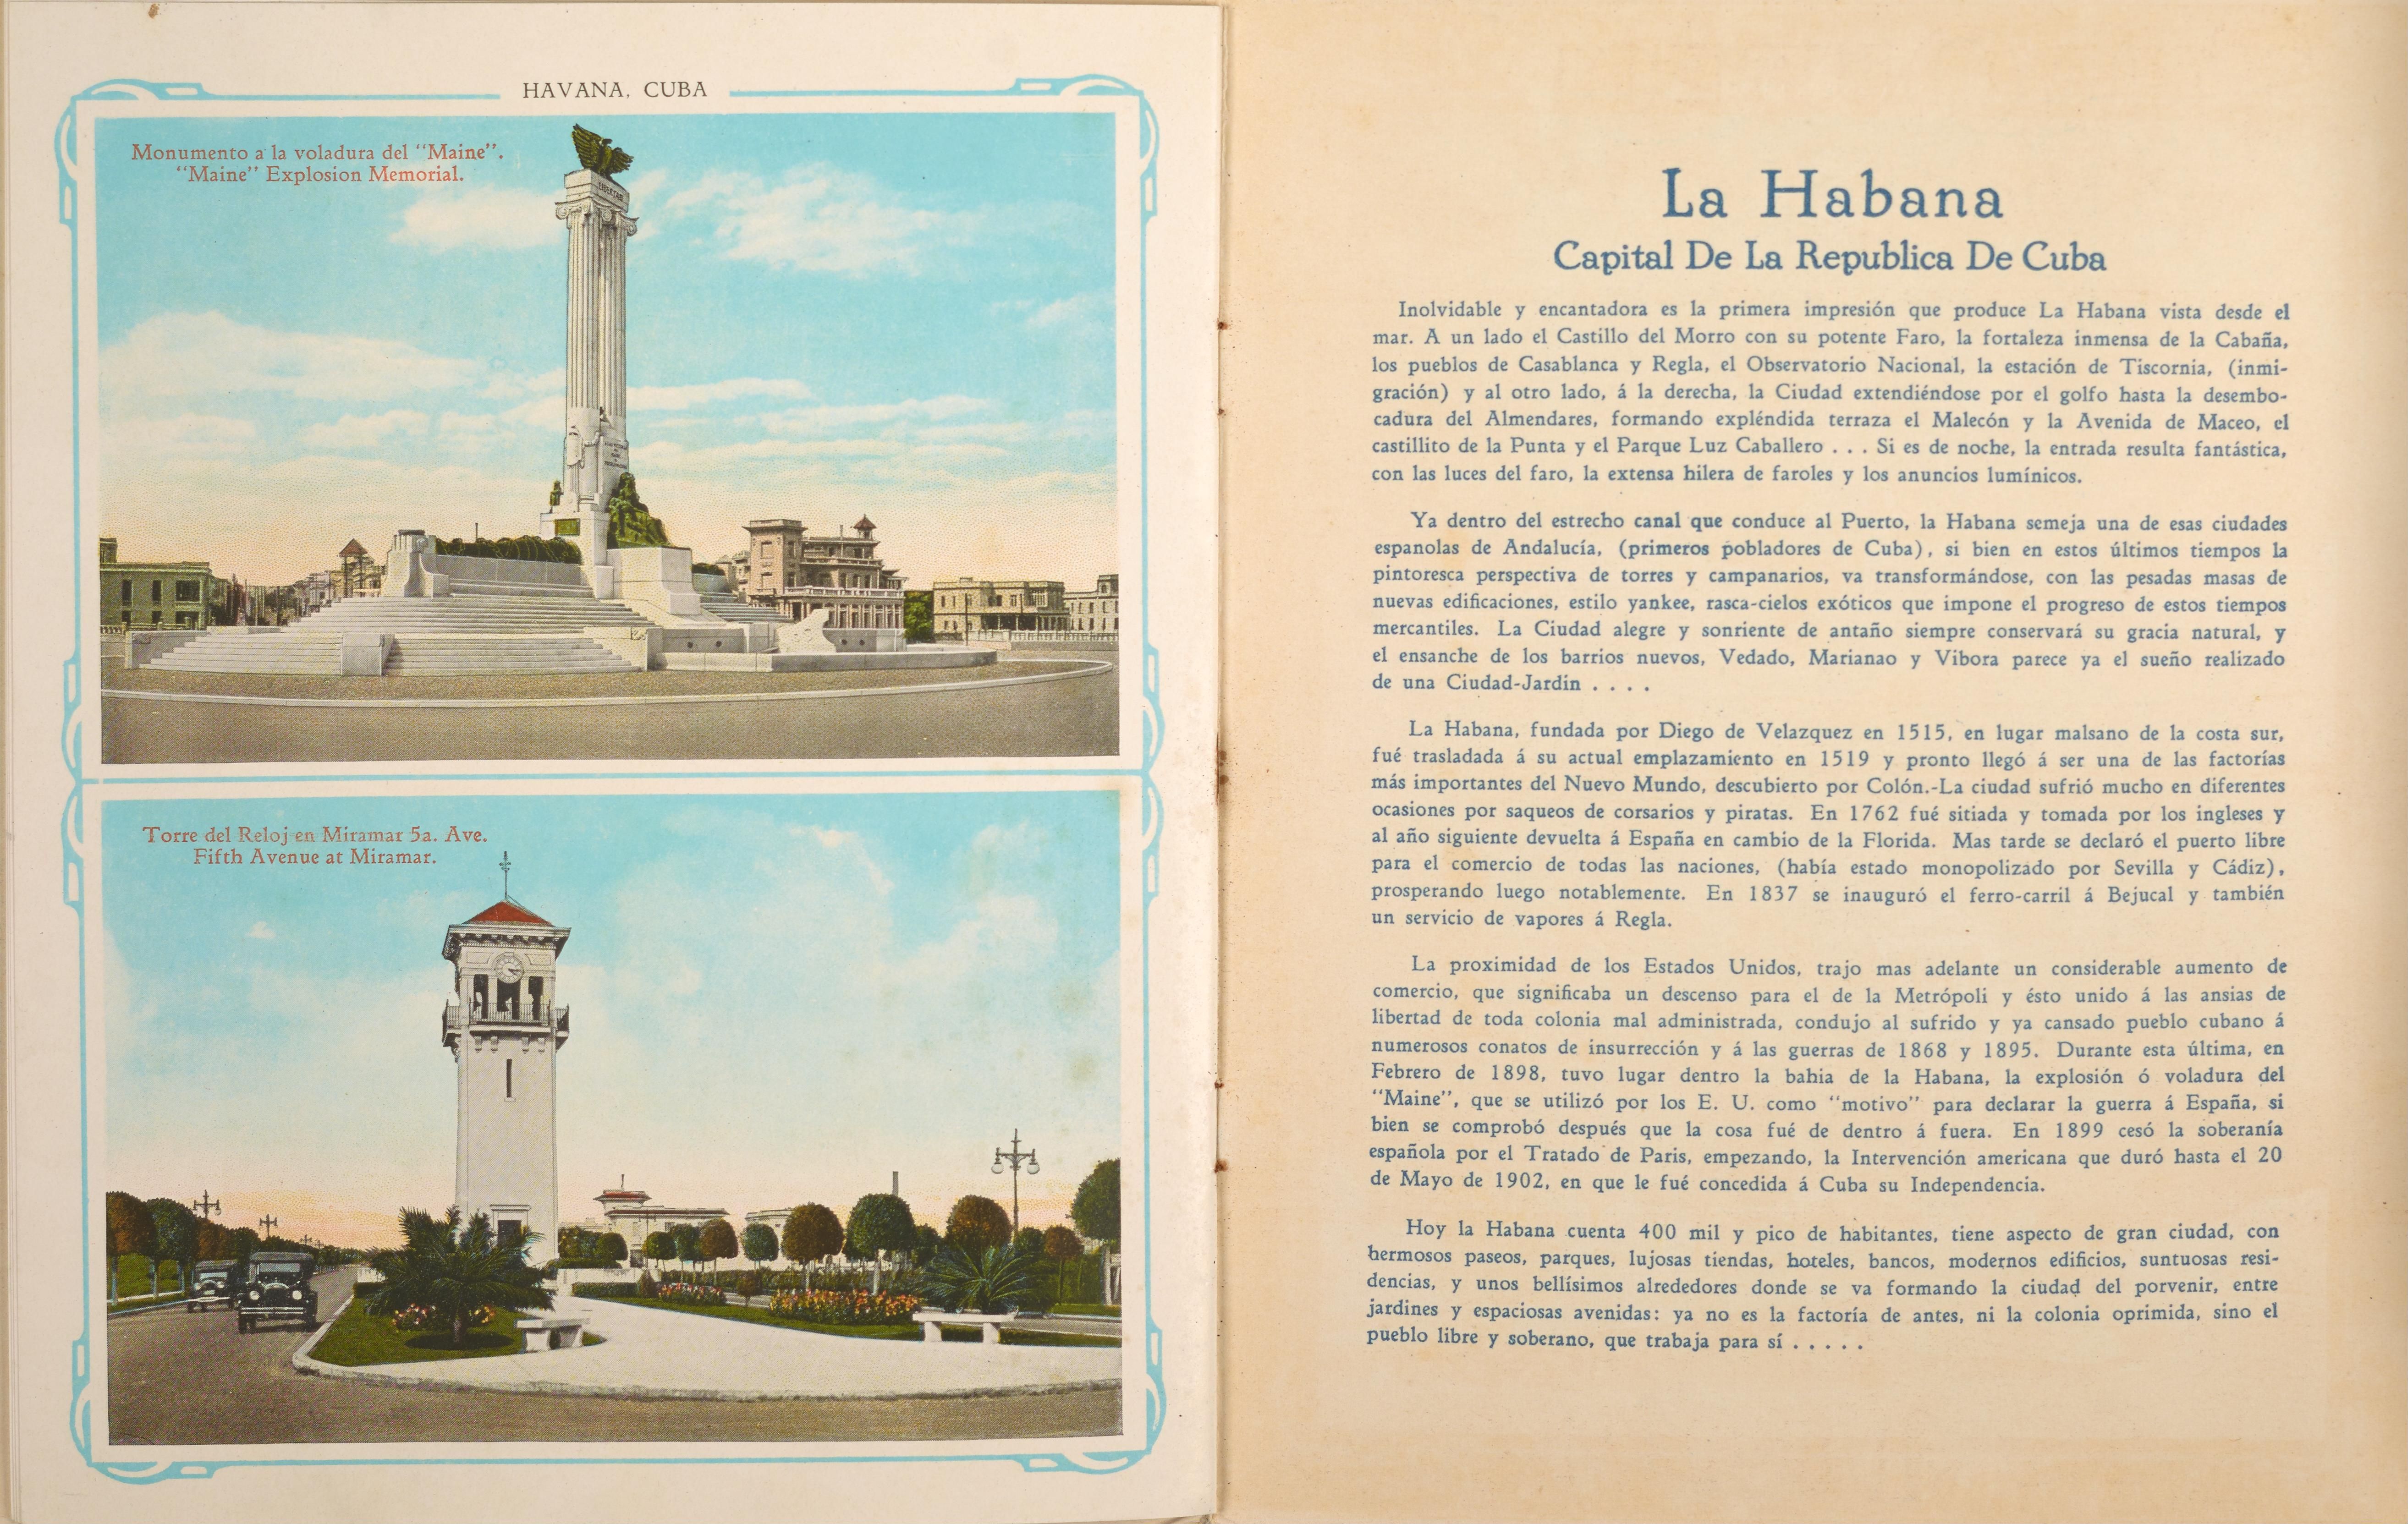 HAVANA, CUBA
Monumento a la voladura del "Maine".
"Maine" Explosion Memorial.
Torre del Reloj en Miramar 5a. Ave.
Fifth Avenue at Miramar.
La Habana
Capital De La Republica De Cuba
Inolvidable y encantadora es la primera impresión que produce La Habana vista desde el
mar. A un lado el Castillo del Morro con su potente Faro, la fortaleza inmensa de la Cabaña,
los pueblos de Casablanca y Regla, el Observatorio Nacional, la estación de Tiscornia, (inmi-
gración) y al otro lado, á la derecha, la Ciudad extendiéndose por el golfo hasta la desembo-
cadura del Almendares, formando expléndida terraza el Malecón y la Avenida de Maceo, el
castillito de la Punta y el Parque Luz Caballero . . . Si es de noche, la entrada resulta fantástica,
con las luces del faro, la extensa hilera de faroles y los anuncios lumínicos.
Ya dentro del estrecho canal que conduce al Puerto, la Habana semeja una de esas ciudades
espanolas de Andalucía, (primeros pobladores de Cuba), si bien en estos últimos tiempos la
pintoresca perspectiva de torres y campanarios, va transformándose, con las pesadas masas de
nuevas edificaciones, estilo yankee, rasca-cielos exóticos que impone el progreso de estos tiempos
mercantiles. La Ciudad alegre y sonriente de antaño siempre conservará su gracia natural, y
el ensanche de los barrios nuevos, Vedado, Marianao y Vibora parece ya el sueño realizado
de una Ciudad-Jardín . . . .
La Habana, fundada por Diego de Velazquez en 1515, en lugar malsano de la costa sur,
fué trasladada á su actual emplazamiento en 1519 y pronto llegó á ser una de las factorías
más importantes del Nuevo Mundo, descubierto por Colón.-La ciudad sufrió mucho en diferentes
ocasiones por saqueos de corsarios y piratas. En 1762 fué sitiada y tomada por los ingleses y
al año siguiente devuelta á España en cambio de la Florida. Mas tarde se declaró el puerto libre
para el comercio de todas las naciones, (había estado monopolizado por Sevilla y Cádiz),
prosperando luego notablemente. En 1837 se inauguró el ferro-carril á Bejucal y también
un servicio de vapores á Regla.
La proximidad de los Estados Unidos, trajo mas adelante un considerable aumento de
comercio, que significaba un descenso para el de la Metrópoli y ésto unido á las ansias de
libertad de toda colonia mal administrada, condujo al sufrido y ya cansado pueblo cubano á
numerosos conatos de insurrección y á las guerras de 1868 y 1895. Durante esta última, en
Febrero de 1898, tuvo lugar dentro la bahia de la Habana, la explosión ó voladura del
"Maine", que se utilizó por los E. U. como "motivo" para declarar la guerra á España, si
bien se comprobó después que la cosa fué de dentro á fuera. En 1899 cesó la soberanía
española por el Tratado de Paris, empezando, la Intervención americana que duró hasta el 20
de Mayo de 1902, en que le fué concedida á Cuba su Independencia.
Hoy la Habana cuenta 400 mil y pico de habitantes, tiene aspecto de gran ciudad, con
hermosos paseos, parques, lujosas tiendas, hoteles, bancos, modernos edificios, suntuosas resi-
dencias, y unos bellísimos alrededores donde se va formando la ciudad del porvenir, entre
jardines y espaciosas avenidas: ya no es la factoría de antes, ni la colonia oprimida, sino el
pueblo libre y soberano, que trabaja para sí . . . . .